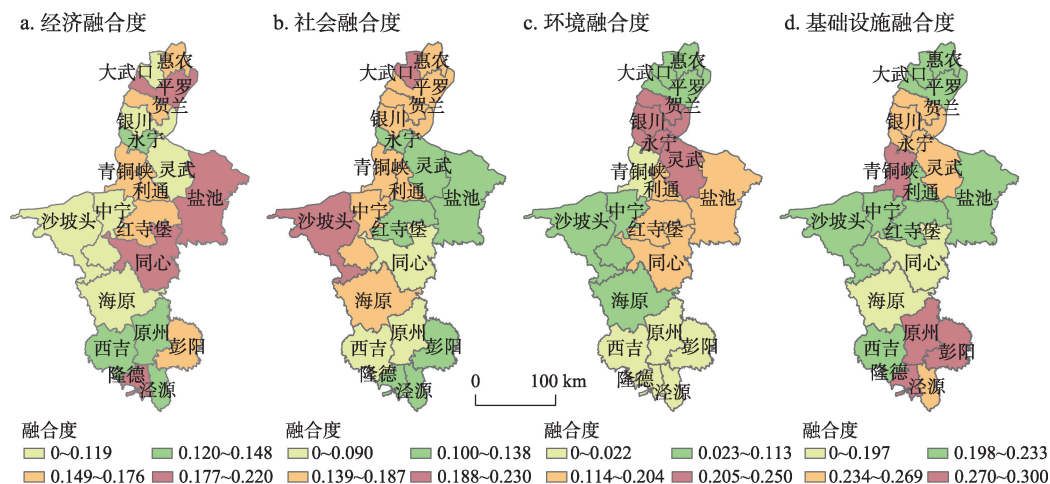 a. 经济融合度
b. 社会融合度
c. 环境融合度
d. 基础设施融合度
惠农
大武口
平罗
贺兰
银川
永宁
青铜峡
灵武
利通
盐池
沙坡头
中宁
红寺堡
同心
海原
原州
西吉
彭阳
隆德
泾源
惠农
大武口
平罗
贺兰
银川
永宁
青铜峡
灵武
利通
盐池
沙坡头
中宁
红寺堡
同心
海原
原州
西吉
彭阳
隆德
泾源
惠农
大武口
平罗
贺兰
银川
永宁
青铜峡
灵武
利通
盐池
沙坡头
中宁
红寺堡
同心
海原
原州
西吉
彭阳
隆德
泾源
惠农
大武口
平罗
贺兰
银川
永宁
青铜峡
灵武
利通
盐池
沙坡头
中宁
红寺堡
同心
海原
原州
西吉
彭阳
隆德
泾源
0 100 km
融合度
0~0.119 0.120~0.148
0.149~0.176 0.177~0.220
融合度
0~0.090 0.100~0.138
0.139~0.187 0.188~0.230
融合度
0~0.022 0.023~0.113
0.114~0.204 0.205~0.250
融合度
0~0.197 0.198~0.233
0.234~0.269 0.270~0.300